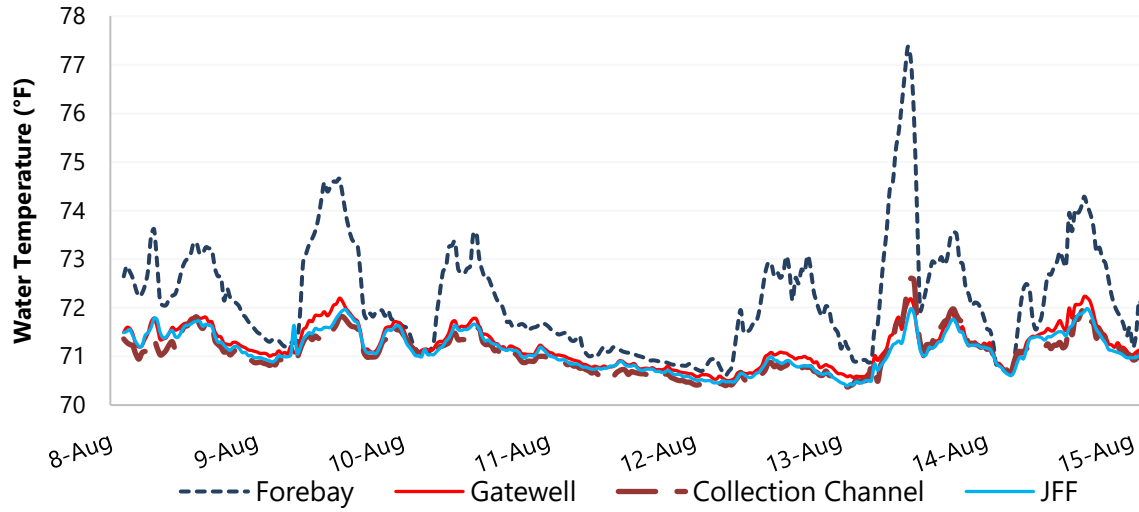 78
77
76
75
74
73
72
71
70
Water Temperature (°F)
8-Aug
9-Aug
10-Aug
11-Aug
12-Aug
13-Aug
14-Aug
15-Aug
Forebay
Gatewell
Collection Channel
JFF